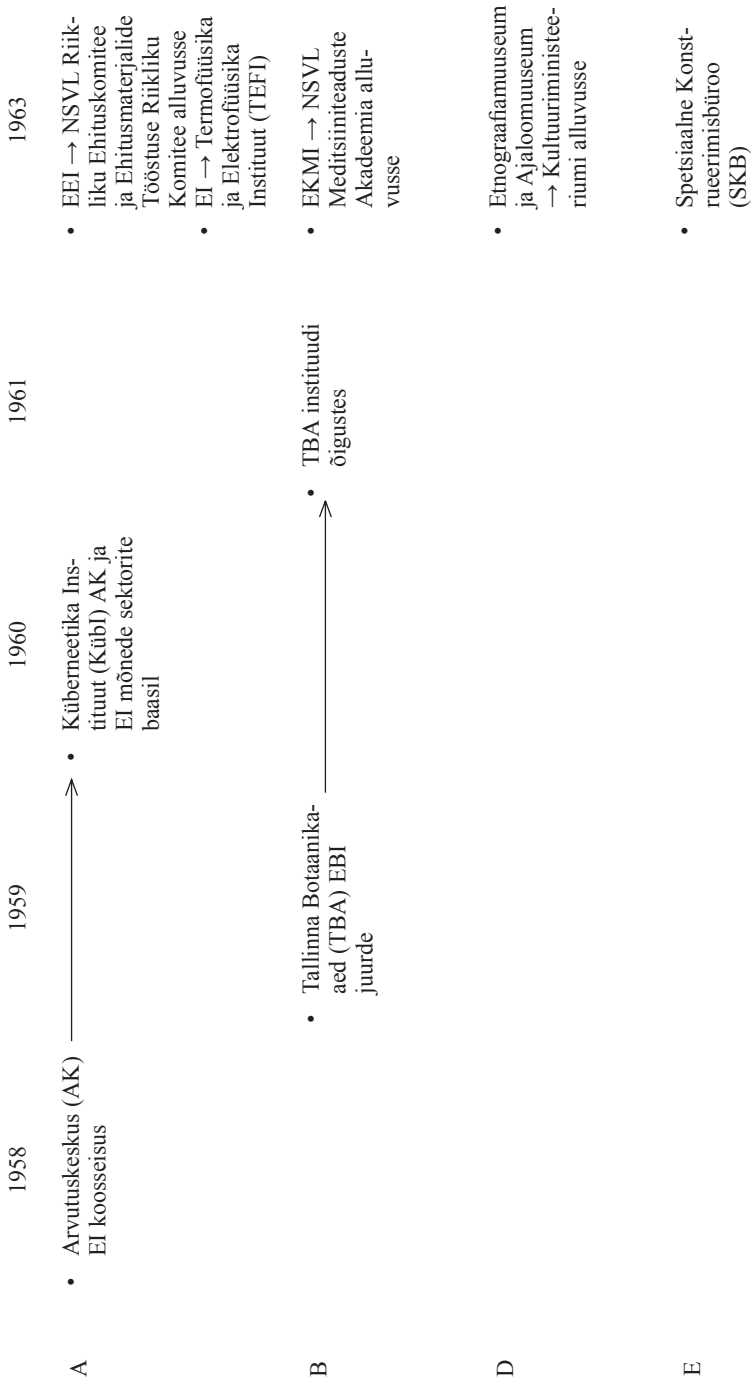 1958
1959
1960
1961
1963
A
• Arvutuskeskus (AK)
EI koosseisus
• Küberneetika Ins-
tituut (KübI) AK ja
EI mõnede sektorite
baasil
• EEI → NSVL Riik-
liku Ehituskomitee
ja Ehitusmaterjalide
Tööstuse Riikliku
Komitee alluvusse
• EI → Termofüüsika
ja Elektrofüüsika
Instituut (TEFI)
B
• Tallinna Botaanika-
aed (TBA) EBI
juurde
• TBA instituudi
õigustes
• EKMI → NSVL
Meditsiiniteaduste
Akadeemia allu-
vusse
D
• Etnograafiamuuseum
ja Ajaloomuuseum
→ Kultuuriministee-
riumi alluvusse
E
• Spetsiaalne Konst-
rueerimisbüroo
(SKB)